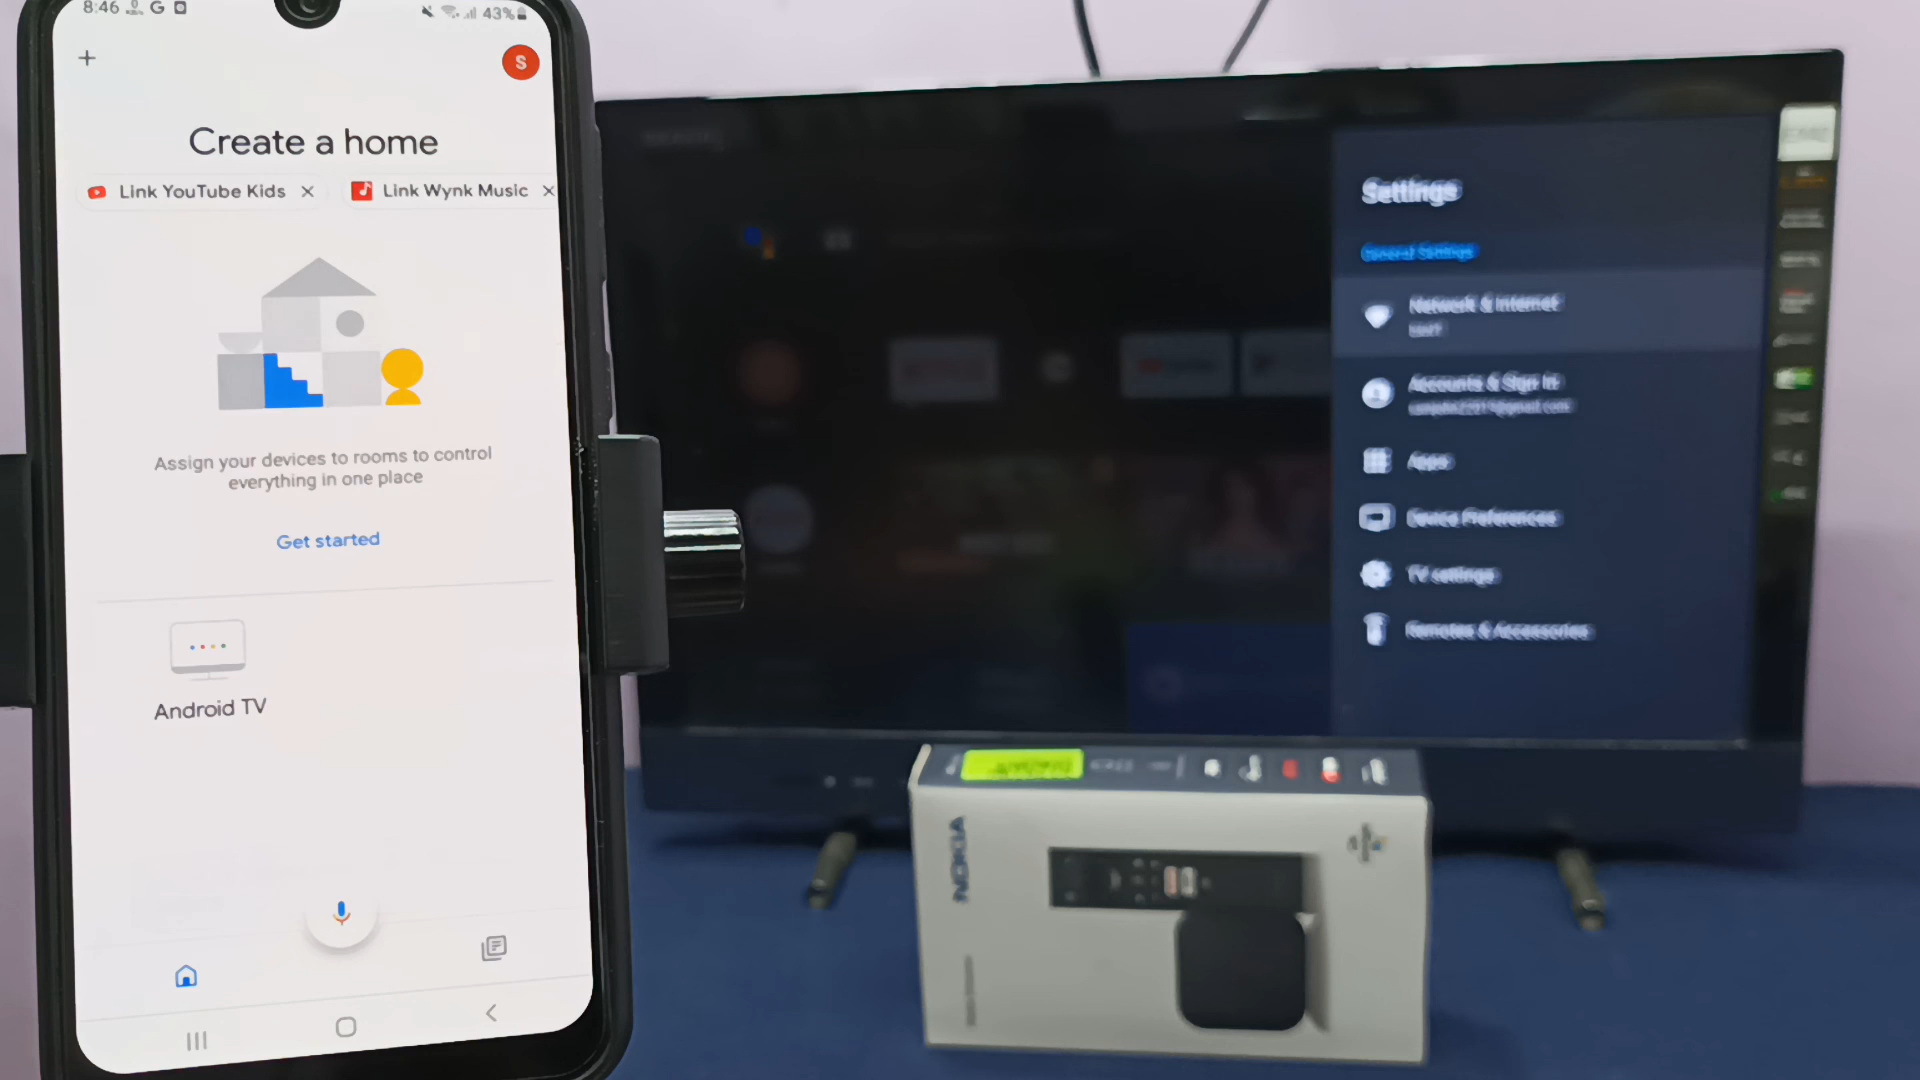 8:46
43%
S
Create a home
Link YouTube Kids
Link Wynk Music
Assign your devices to rooms to control
everything in one place
Get started
Android TV
Settings
General Settings
Network & Internet
Accounts & Sign In
Apps
Device Preferences
TV settings
Remotes & Accessories
NOKIA